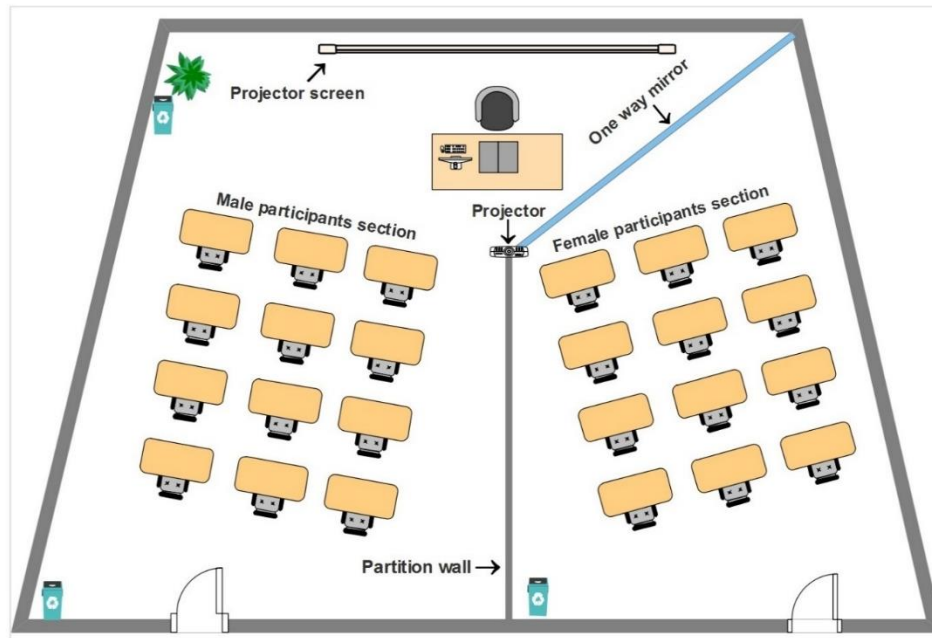 Projector screen
One way mirror
Male participants section
Projector
Female participants section
Partition wall